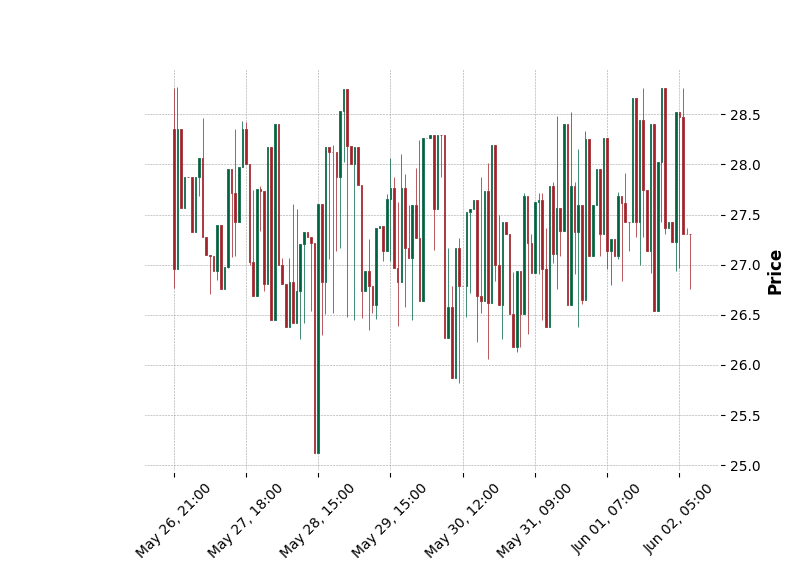 28.5
28.0
27.5
27.0
26.5
26.0
25.5
25.0
Price
May 26, 21:00
May 27, 18:00
May 28, 15:00
May 29, 15:00
May 30, 12:00
May 31, 09:00
Jun 01, 07:00
Jun 02, 05:00